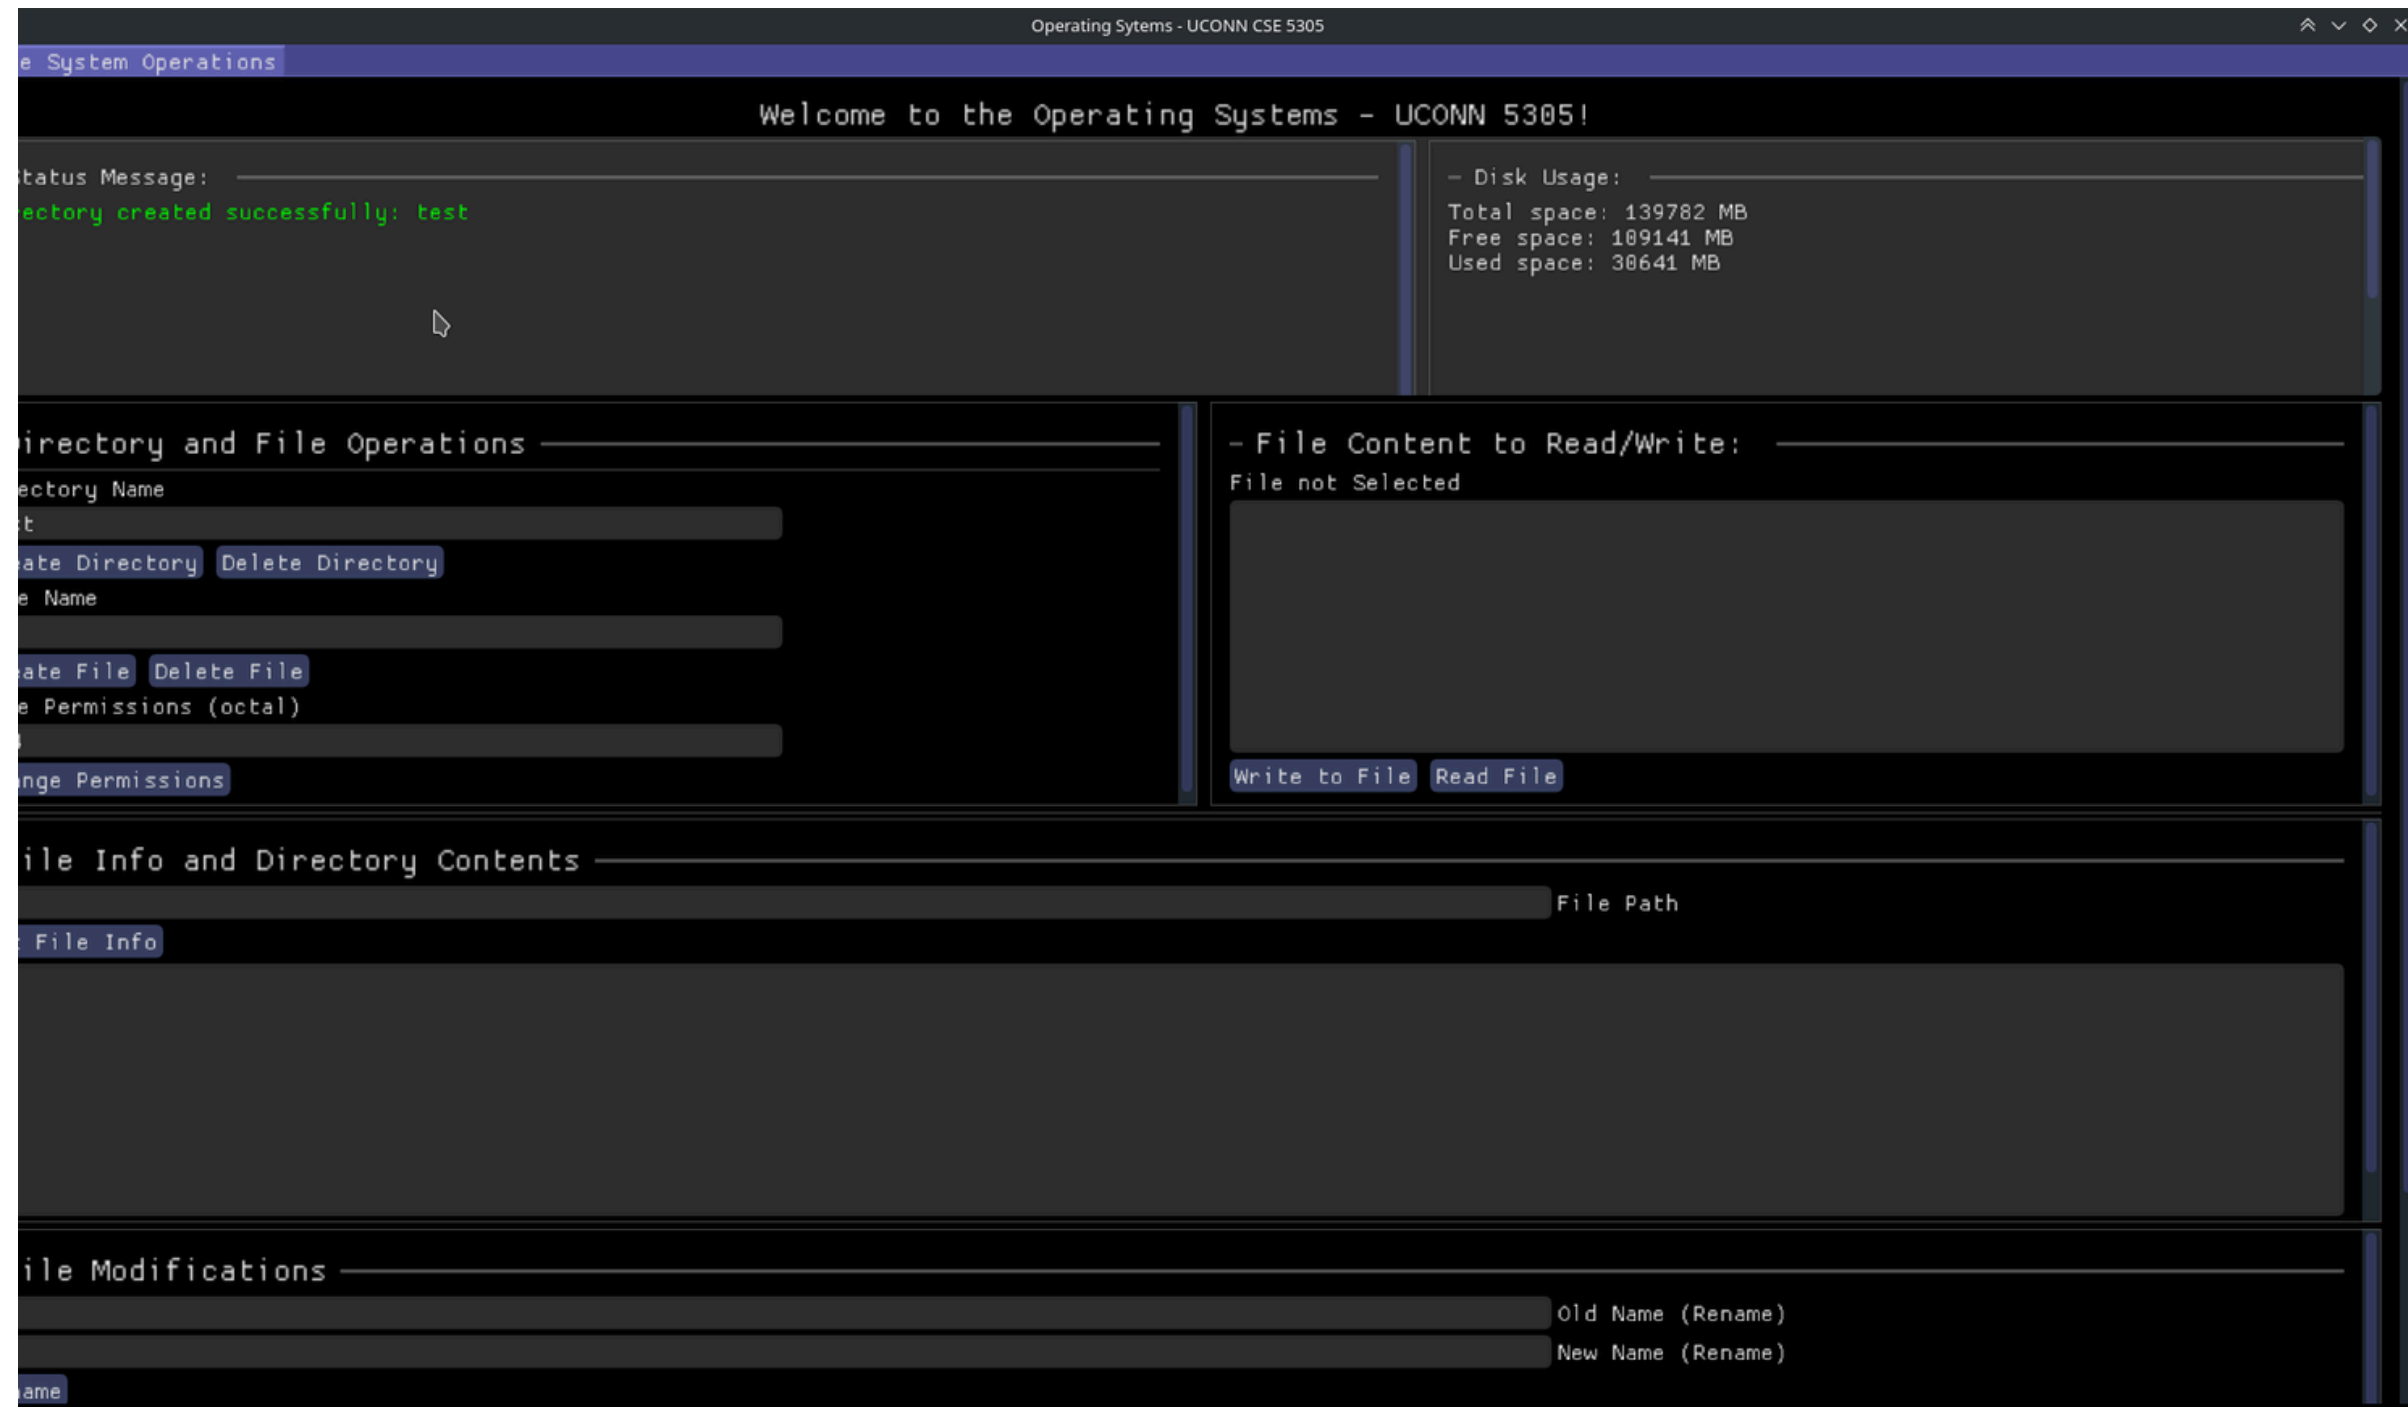 Operating Sytems - UCONN CSE 5305
e System Operations
Welcome to the Operating Systems - UCONN 5305!
tatus Message:
ectory created successfully: test
Disk Usage:
Total space: 139782 MB
Free space: 109141 MB
Used space: 30641 MB
irectory and File Operations
ectory Name
t
ate Directory Delete Directory
e Name
ate File Delete File
e Permissions (octal)
nge Permissions
File Content to Read/Write:
File not Selected
Write to File Read File
ile Info and Directory Contents
File Path
File Info
ile Modifications
Old Name (Rename)
New Name (Rename)
ame